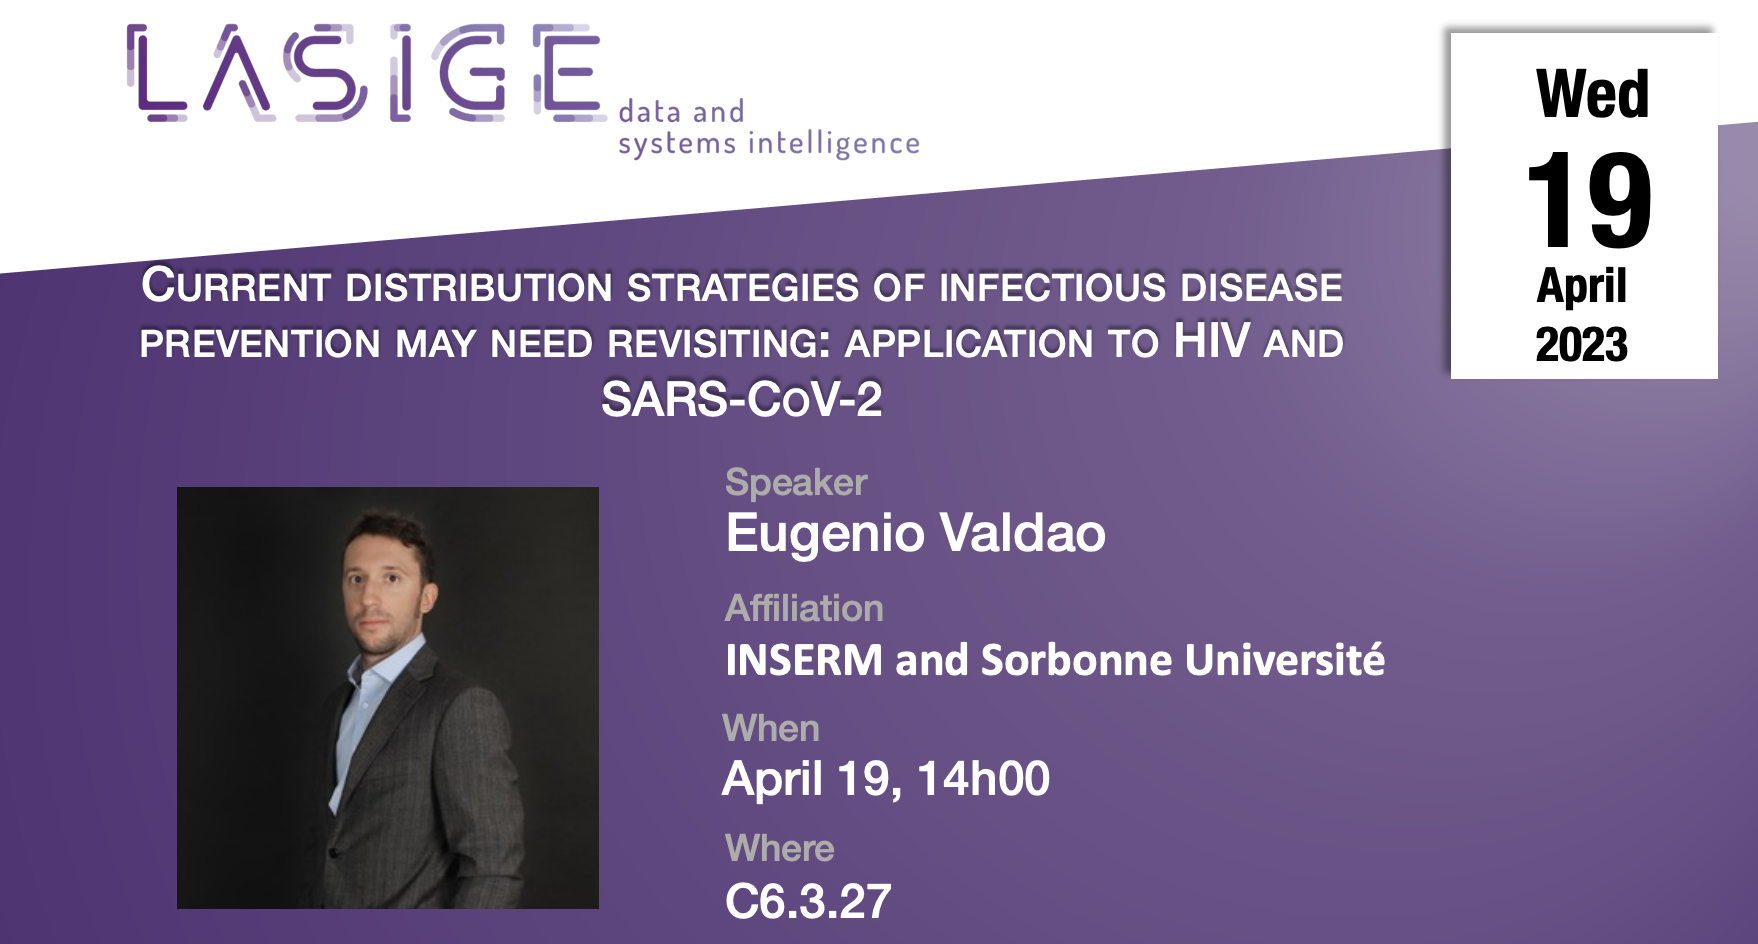 LASIGE
data and
systems intelligence
Wed
19
April
2023
Current distribution strategies of infectious disease
prevention may need revisiting: application to HIV and
SARS-CoV-2
Speaker
Eugenio Valdao
Affiliation
INSERM and Sorbonne Université
When
April 19, 14h00
Where
C6.3.27